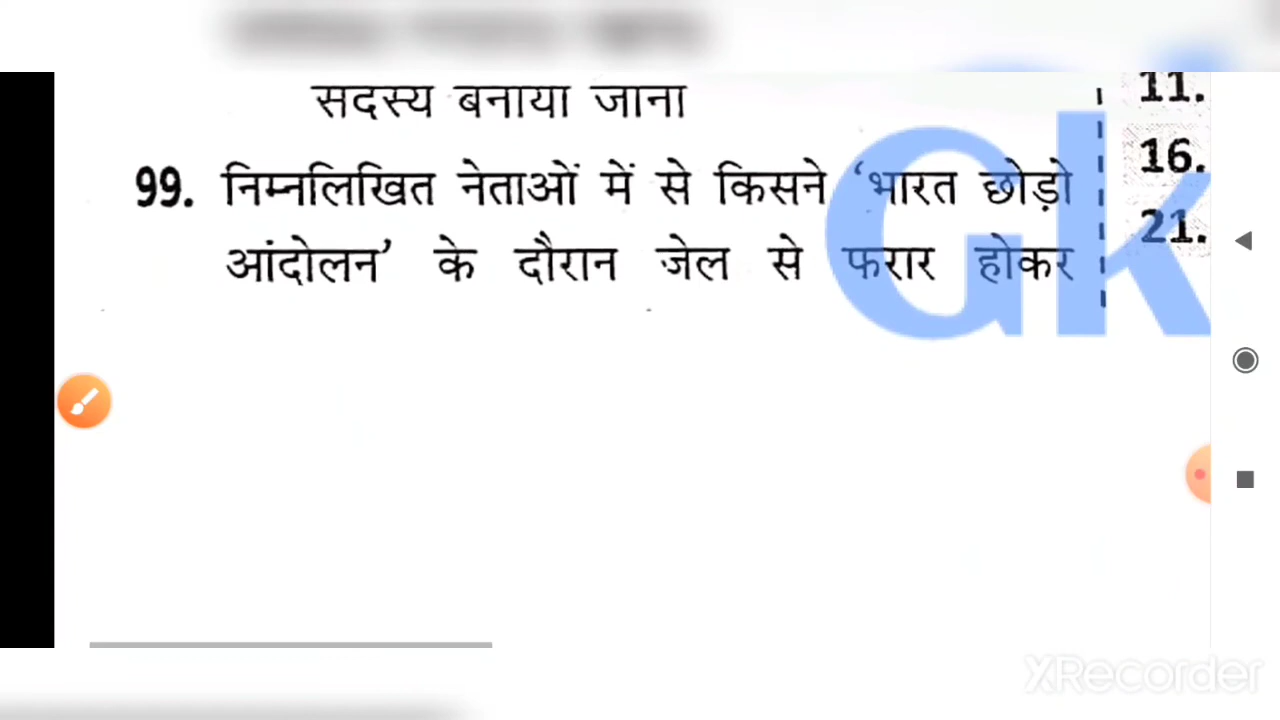 सदस्य बनाया जाना
11.
99. निम्नलिखित नेताओं में से किसने ‘भारत छोड़ो
16.
आंदोलन’ के दौरान जेल से फरार होकर
21.
Gk
XRecorder